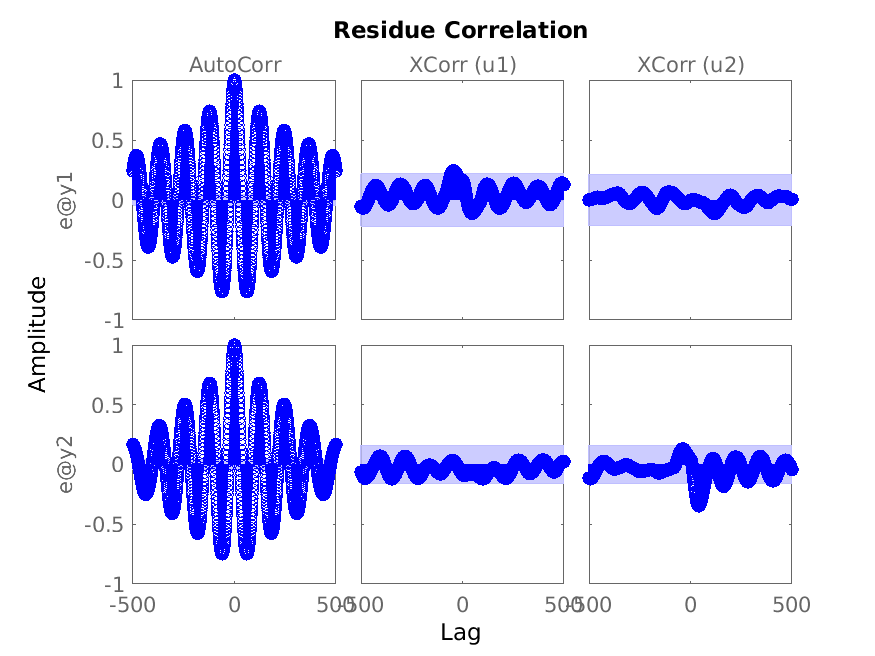 Residue Correlation
AutoCorr XCorr (u1) XCorr (u2)
Amplitude
e@y1
1
0.5
0
-0.5
-1
e@y2
1
0.5
0
-0.5
-1
-500 0 500 -500 0 500 -500 0 500
Lag